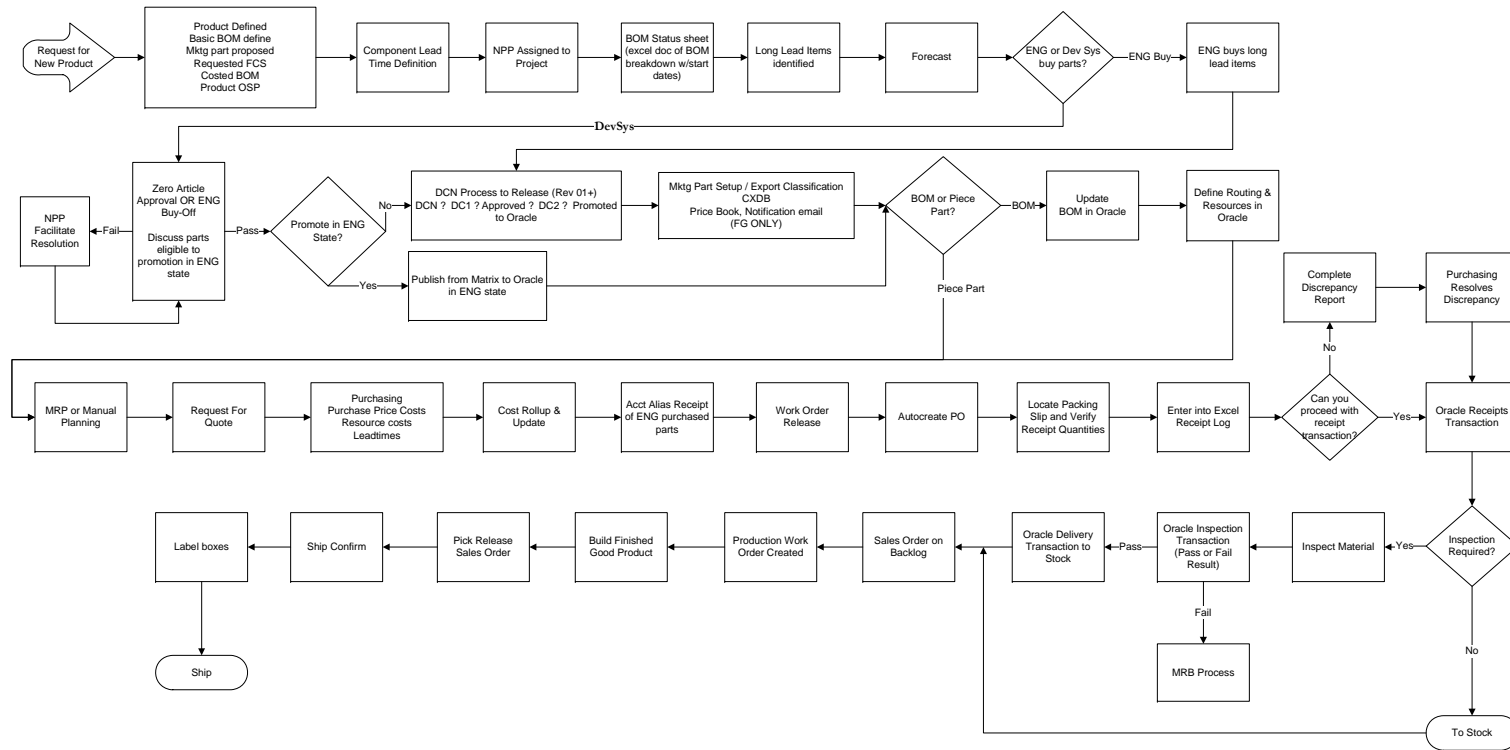 Request for
New Product
Product Defined
Basic BOM define
Mktg part proposed
Requested FCS
Costed BOM
Product OSP
Component Lead
Time Definition
NPP Assigned to
Project
BOM Status sheet
(excel doc of BOM
breakdown w/start
dates)
Long Lead Items
identified
Forecast
ENG or Dev Sys
buy parts?
ENG Buy
ENG buys long
lead items
DevSys
NPP
Facilitate
Resolution
Fail
Zero Article
Approval OR ENG
Buy-Off
Discuss parts
eligible to
promotion in ENG
state
Pass
Promote in ENG
State?
No
DCN Process to Release (Rev 01+)
DCN ? DC1 ? Approved ? DC2 ? Promoted
to Oracle
Mktg Part Setup / Export Classification
CXDB
Price Book, Notification email
(FG ONLY)
BOM or Piece
Part?
BOM
Update
BOM in Oracle
Define Routing &
Resources in
Oracle
Yes
Publish from Matrix to Oracle
in ENG state
Piece Part
Complete
Discrepancy
Report
Purchasing
Resolves
Discrepancy
No
MRP or Manual
Planning
Request For
Quote
Purchasing
Purchase Price Costs
Resource costs
Leadtimes
Cost Rollup &
Update
Acct Alias Receipt
of ENG purchased
parts
Work Order
Release
Autocreate PO
Locate Packing
Slip and Verify
Receipt Quantities
Enter into Excel
Receipt Log
Can you
proceed with
receipt
transaction?
Yes
Oracle Receipts
Transaction
Label boxes
Ship Confirm
Pick Release
Sales Order
Build Finished
Good Product
Production Work
Order Created
Sales Order on
Backlog
Oracle Delivery
Transaction to
Stock
Pass
Oracle Inspection
Transaction
(Pass or Fail
Result)
Inspect Material
Yes
Inspection
Required?
Fail
No
Ship
MRB Process
To Stock